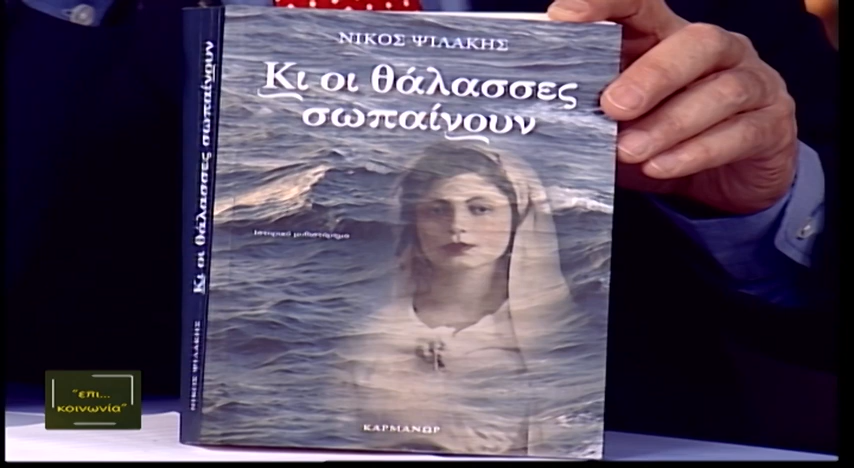 ΝΙΚΟΣ ΨΙΛΑΚΗΣ
Κι οι θάλασσες
σωπαίνουν
Ιστορικό μυθιστόρημα
ΚΑΡΜΑΝΩΡ
ΝΙΚΟΣ ΨΙΛΑΚΗΣ Κι οι θάλασσες σωπαίνουν
"επι...
κοινωνία"